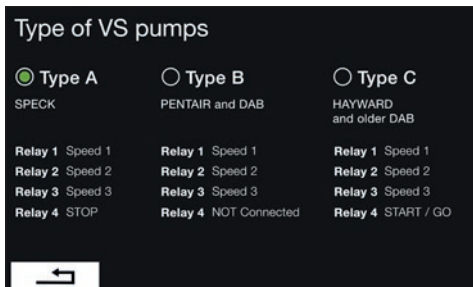 Type of VS pumps
Type A
SPECK
Relay 1 Speed 1
Relay 2 Speed 2
Relay 3 Speed 3
Relay 4 STOP
Type B
PENTAIR and DAB
Relay 1 Speed 1
Relay 2 Speed 2
Relay 3 Speed 3
Relay 4 NOT Connected
Type C
HAYWARD
and older DAB
Relay 1 Speed 1
Relay 2 Speed 2
Relay 3 Speed 3
Relay 4 START / GO